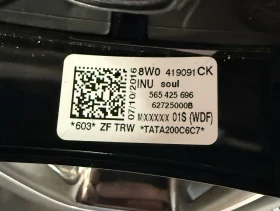 07/10/2016
8W0 419091 CK
INU soul
565 425 696
62725000B
MXXXXXX 01S (WDF)
*603* ZF TRW *TATA200C6C7*